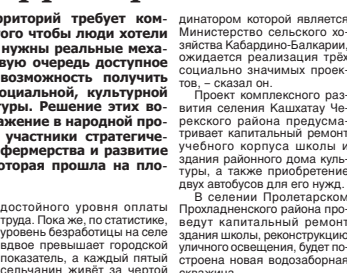 рриторий требует ком-
того чтобы люди хотели
нужны реальные меха-
вую очередь доступное
возможность получить
социальной, культурной
туры. Решение этих во-
ажение в народной про-
участники стратегиче-
фермерства и развитие
оторая прошла на пло-
достойного уровня оплаты
труда. Пока же, по статистике,
уровень безработицы на селе
вдвое превышает городской
показатель, а каждый пятый
сельчанин живёт за чертой
динатором которой является
Министерство сельского хо-
зяйства Кабардино-Балкарии,
ожидается реализация трёх
социально значимых проек-
тов, – сказал он.
Проектом комплексного раз-
вития селения Кашхатау Че-
рекского района предусма-
тривает капитальный ремонт
учебного корпуса школы и
здания районного дома куль-
туры, а также приобретение
двух автобусов для его нужд.
В селении Пролетарском
Прохладненского района про-
ведут капитальный ремонт
здания школы, реконструкцию
уличного освещения, будет по-
строена новая водозаборная
скважина